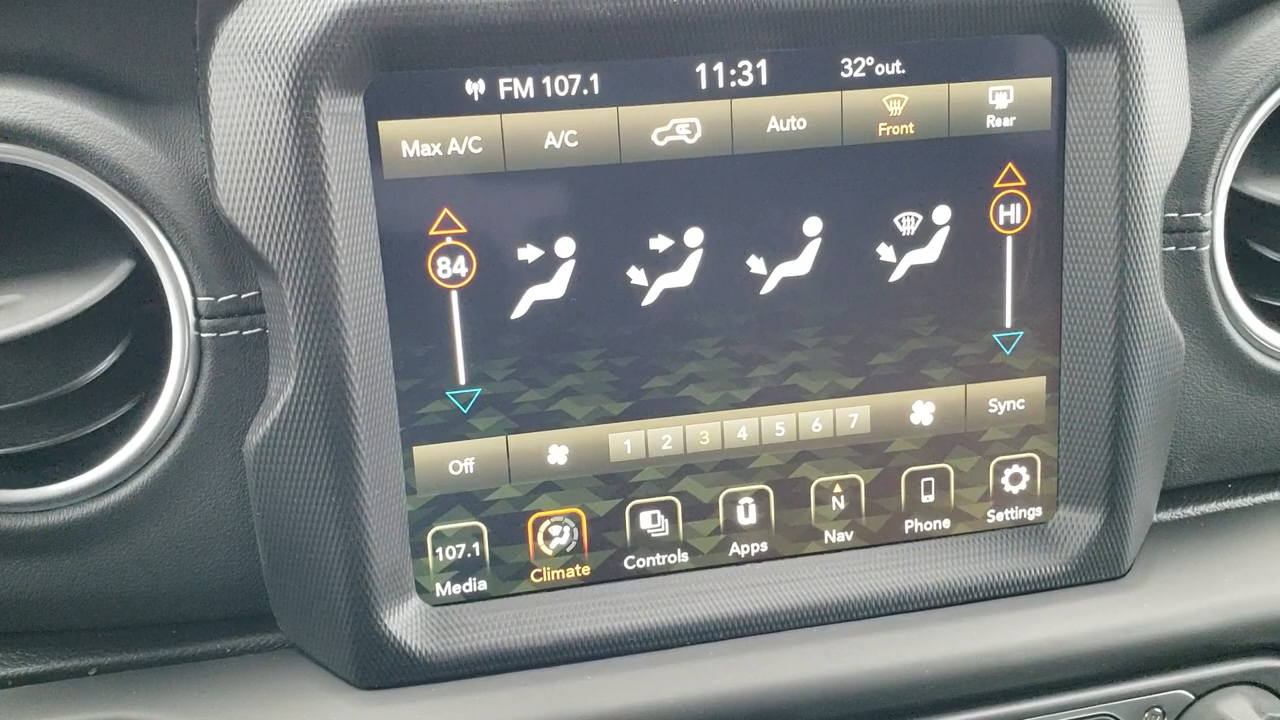 FM 107.1 11:31 32°out.
Max A/C A/C Auto Front Rear
84 HI
Off 1 2 3 4 5 6 7 Sync
107.1 N
Media Climate Controls Apps Nav Phone Settings